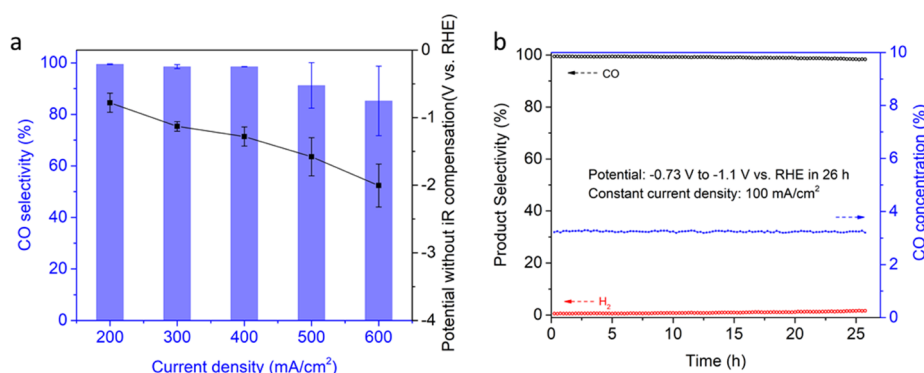 a
CO selectivity (%)
100
80
60
40
20
0
200 300 400 500 600
Current density (mA/cm²)
0
-1
-2
-3
-4
Potential without iR compensation(V vs. RHE)
b
Product Selectivity (%)
100
80
60
40
20
0
CO
Potential: -0.73 V to -1.1 V vs. RHE in 26 h
Constant current density: 100 mA/cm²
H₂
0 5 10 15 20 25
Time (h)
10
8
6
4
2
0
CO concentration (%)